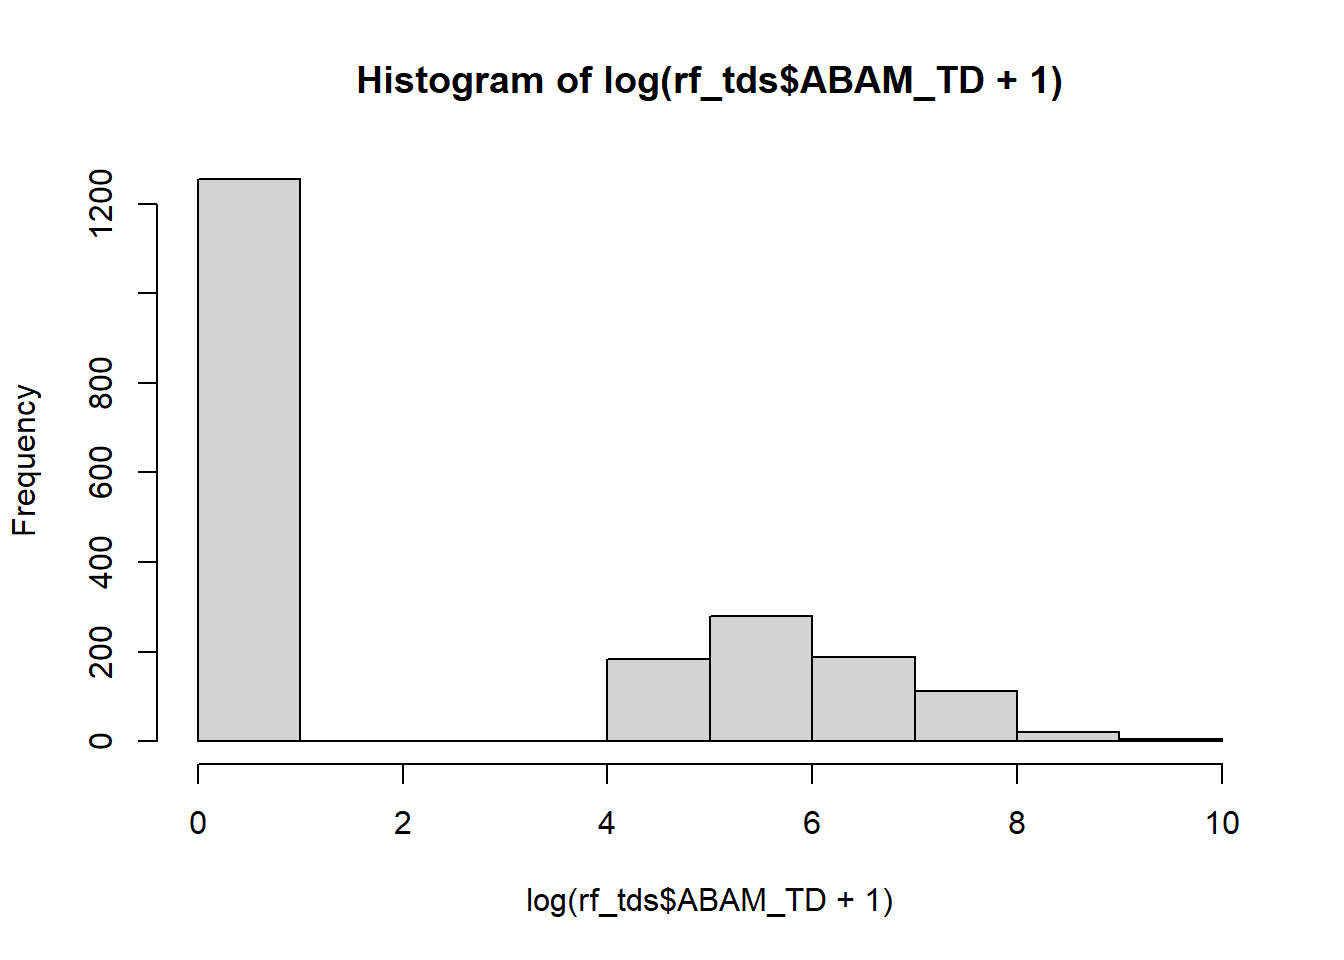 Histogram of log(rf_tds$ABAM_TD + 1)
Frequency
1200
800
600
400
200
0
0 2 4 6 8 10
log(rf_tds$ABAM_TD + 1)